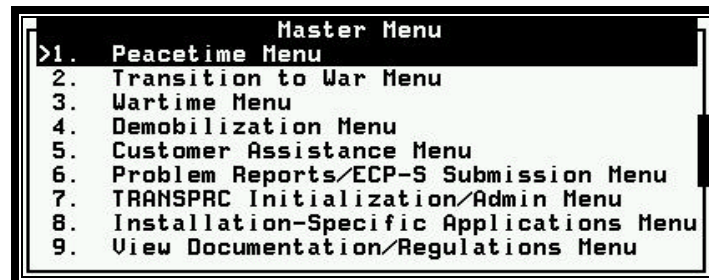 Master Menu
>1. Peacetime Menu
2. Transition to War Menu
3. Wartime Menu
4. Demobilization Menu
5. Customer Assistance Menu
6. Problem Reports/ECP-S Submission Menu
7. TRANSPRC Initialization/Admin Menu
8. Installation-Specific Applications Menu
9. View Documentation/Regulations Menu